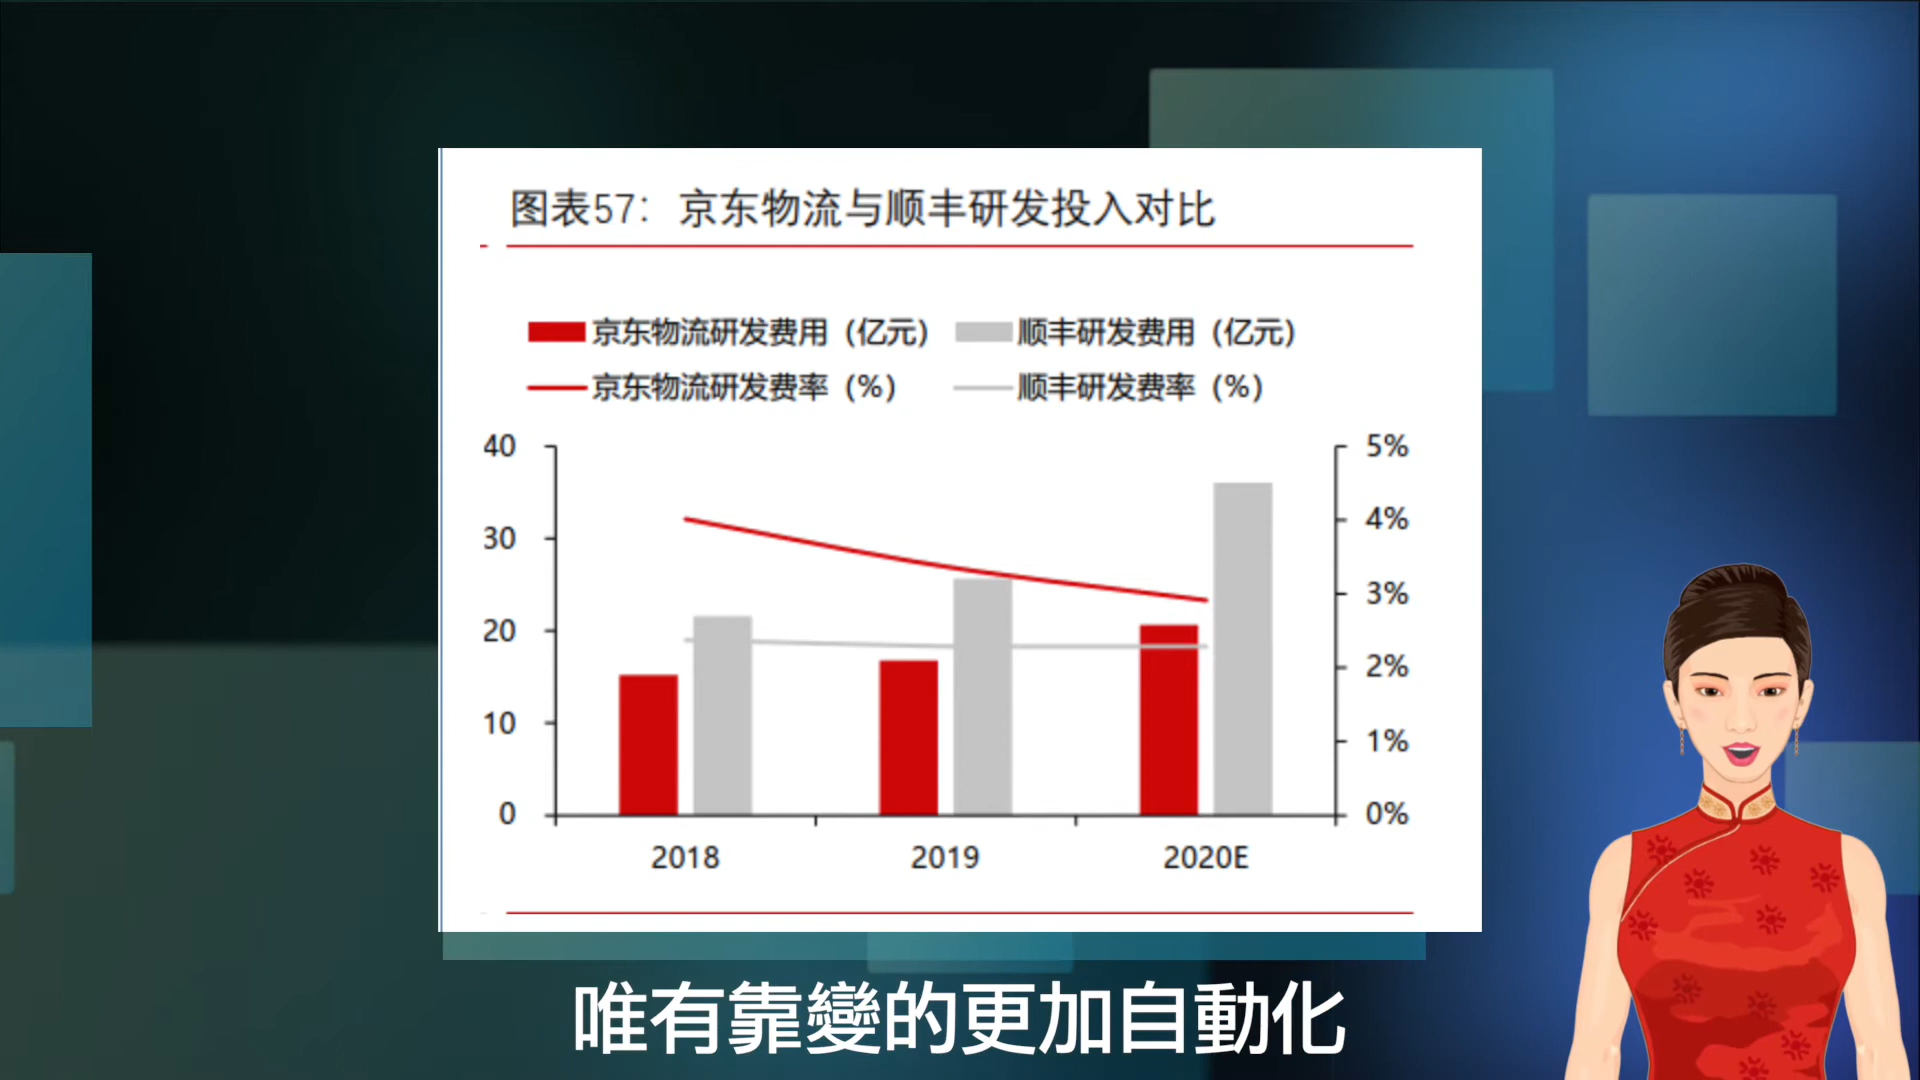 图表57：京东物流与顺丰研发投入对比
京东物流研发费用（亿元） 顺丰研发费用（亿元）
京东物流研发费率（%） 顺丰研发费率（%）
40 5%
4%
30
3%
20
2%
10
1%
0 0%
2018 2019 2020E
唯有靠變的更加自動化